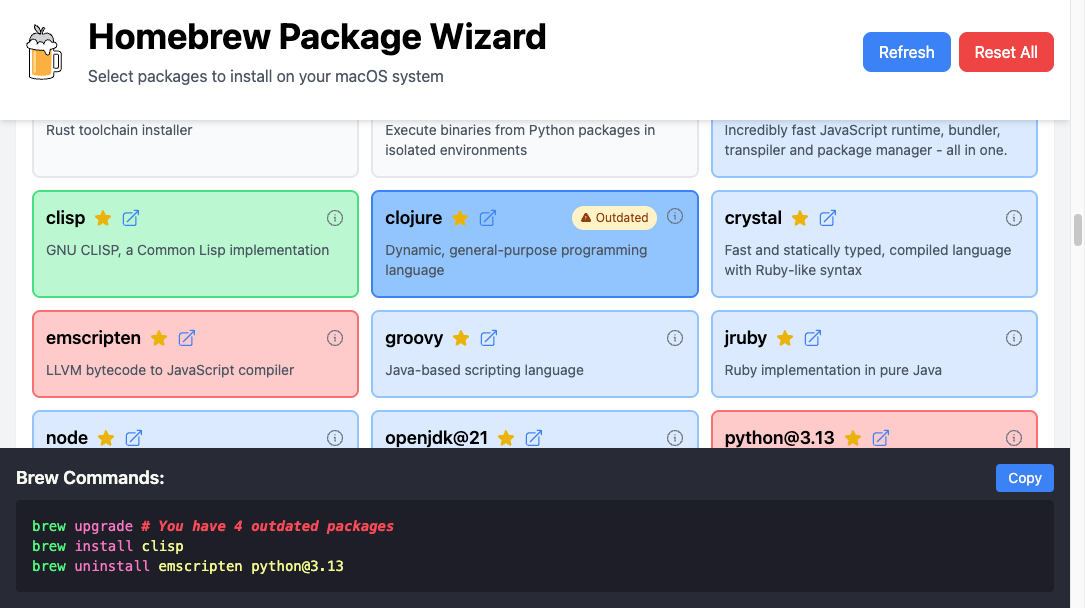 Homebrew Package Wizard
Select packages to install on your macOS system
Refresh
Reset All
Rust toolchain installer
Execute binaries from Python packages in
isolated environments
Incredibly fast JavaScript runtime, bundler,
transpiler and package manager - all in one.
clisp
GNU CLISP, a Common Lisp implementation
clojure
Outdated
Dynamic, general-purpose programming
language
crystal
Fast and statically typed, compiled language
with Ruby-like syntax
emscripten
LLVM bytecode to JavaScript compiler
groovy
Java-based scripting language
jruby
Ruby implementation in pure Java
node
openjdk@21
python@3.13
Brew Commands:
Copy
brew upgrade # You have 4 outdated packages
brew install clisp
brew uninstall emscripten python@3.13